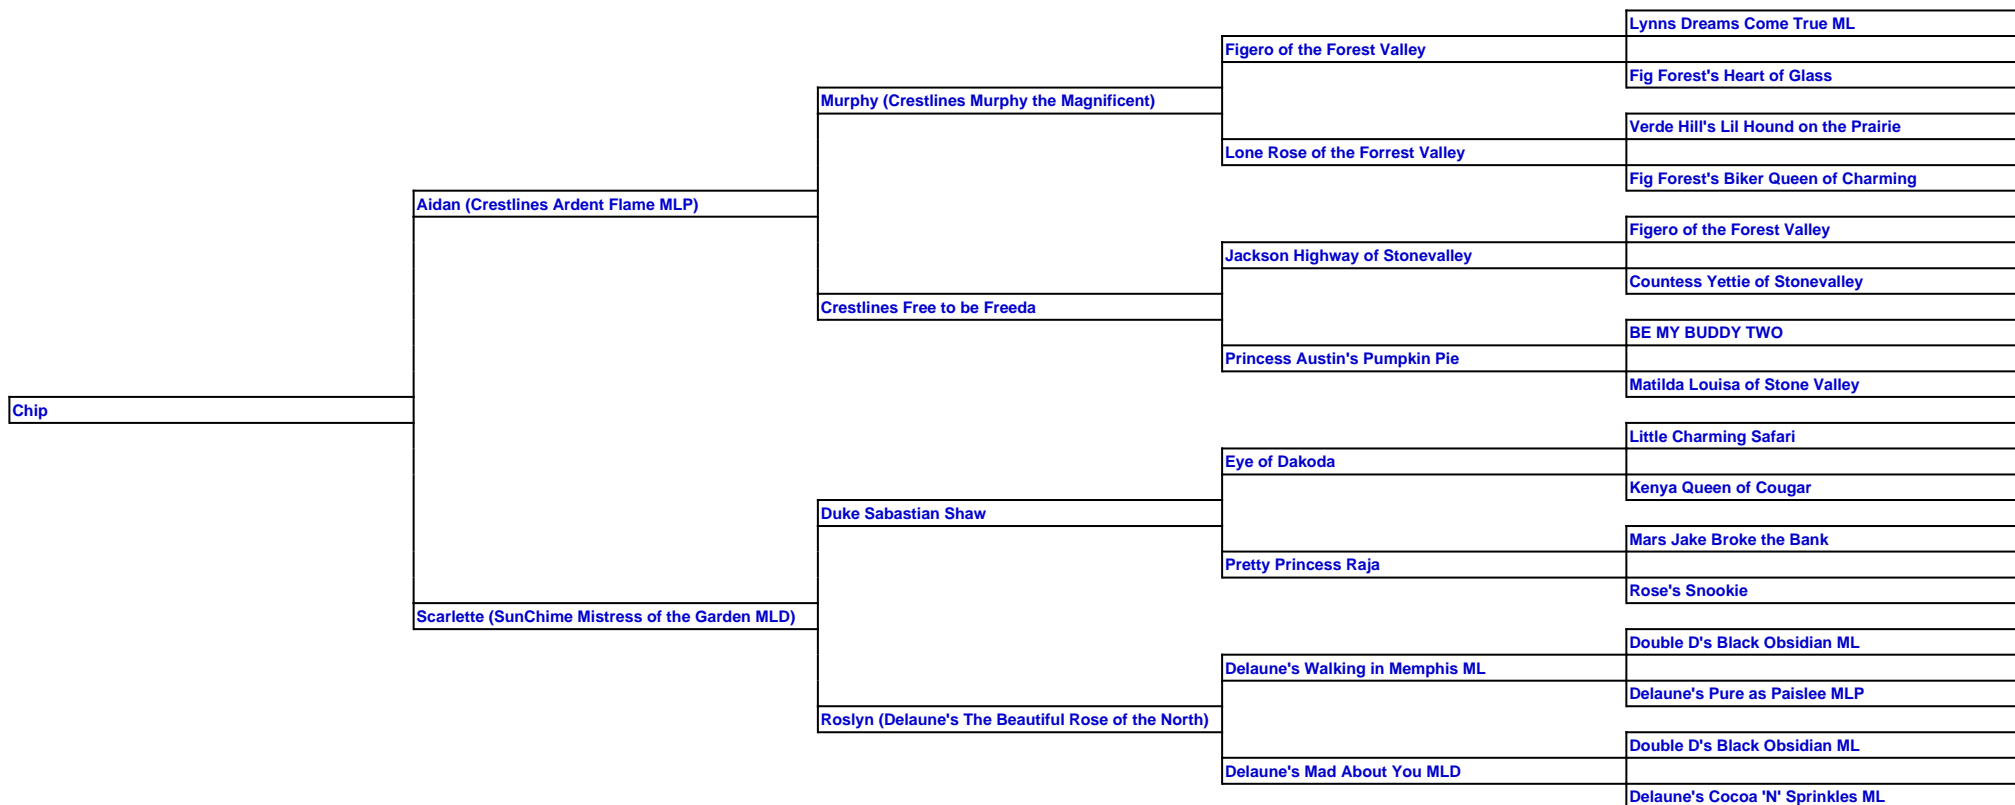 Lynns Dreams Come True ML
Figero of the Forest Valley
Fig Forest's Heart of Glass
Murphy (Crestlines Murphy the Magnificent)
Verde Hill's Lil Hound on the Prairie
Lone Rose of the Forrest Valley
Fig Forest's Biker Queen of Charming
Aidan (Crestlines Ardent Flame MLP)
Figero of the Forest Valley
Jackson Highway of Stonevalley
Countess Yettie of Stonevalley
Crestlines Free to be Freeda
BE MY BUDDY TWO
Princess Austin's Pumpkin Pie
Matilda Louisa of Stone Valley
Chip
Little Charming Safari
Eye of Dakoda
Kenya Queen of Cougar
Duke Sabastian Shaw
Mars Jake Broke the Bank
Pretty Princess Raja
Rose's Snookie
Scarlette (SunChime Mistress of the Garden MLD)
Double D's Black Obsidian ML
Delaune's Walking in Memphis ML
Delaune's Pure as Paislee MLP
Roslyn (Delaune's The Beautiful Rose of the North)
Double D's Black Obsidian ML
Delaune's Mad About You MLD
Delaune's Cocoa 'N' Sprinkles ML